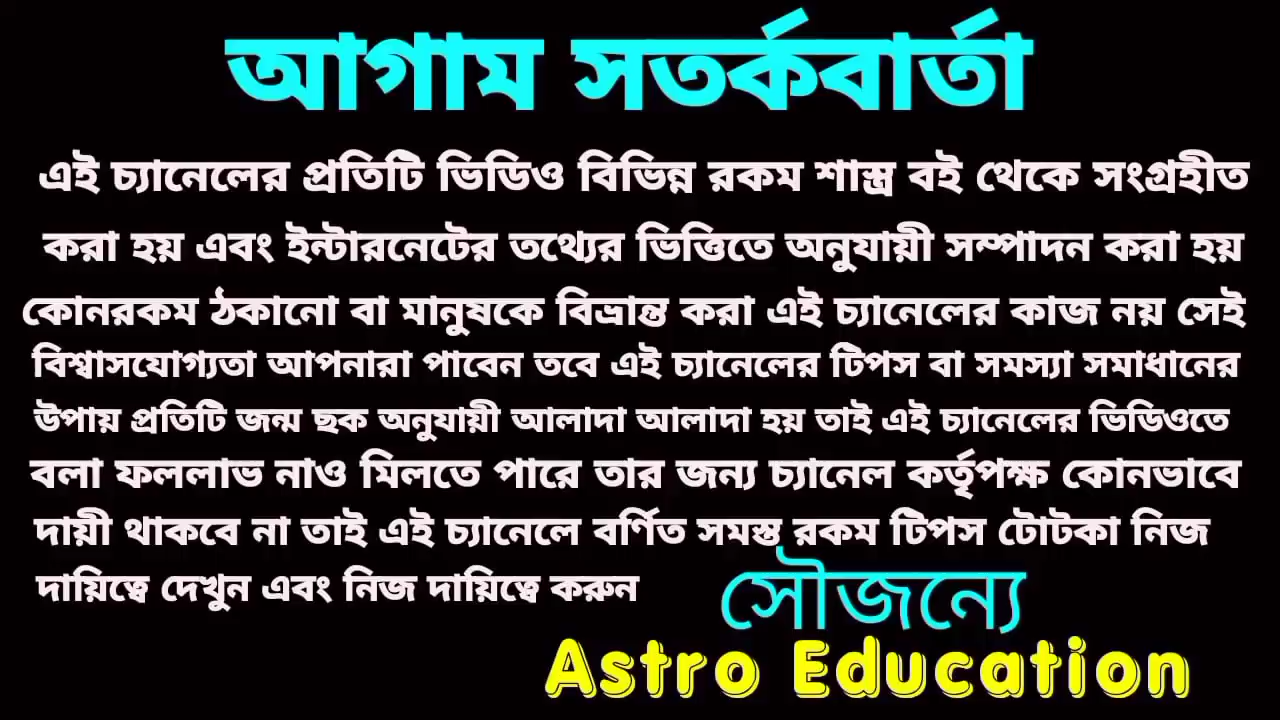 আগাম সতর্কবার্তা
এই চ্যানেলের প্রতিটি ভিডিও বিভিন্ন রকম শাস্ত্র বই থেকে সংগ্রহীত
করা হয় এবং ইন্টারনেটের তথ্যের ভিত্তিতে অনুযায়ী সম্পাদন করা হয়
কোনরকম ঠকানো বা মানুষকে বিভ্রান্ত করা এই চ্যানেলের কাজ নয় সেই
বিশ্বাসযোগ্যতা আপনারা পাবেন তবে এই চ্যানেলের টিপস বা সমস্যা সমাধানের
উপায় প্রতিটি জন্ম ছক অনুযায়ী আলাদা আলাদা হয় তাই এই চ্যানেলের ভিডিওতে
বলা ফললাভ নাও মিলতে পারে তার জন্য চ্যানেল কর্তৃপক্ষ কোনভাবে
দায়ী থাকবে না তাই এই চ্যানেলে বর্ণিত সমস্ত রকম টিপস টোটকা নিজ
দায়িত্বে দেখুন এবং নিজ দায়িত্বে করুন
সৌজন্যে
Astro Education